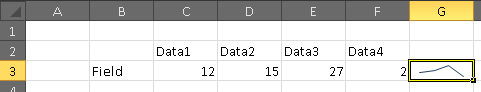 A B C D E F G
1
2 Data1 Data2 Data3 Data4
3 Field 12 15 27 2